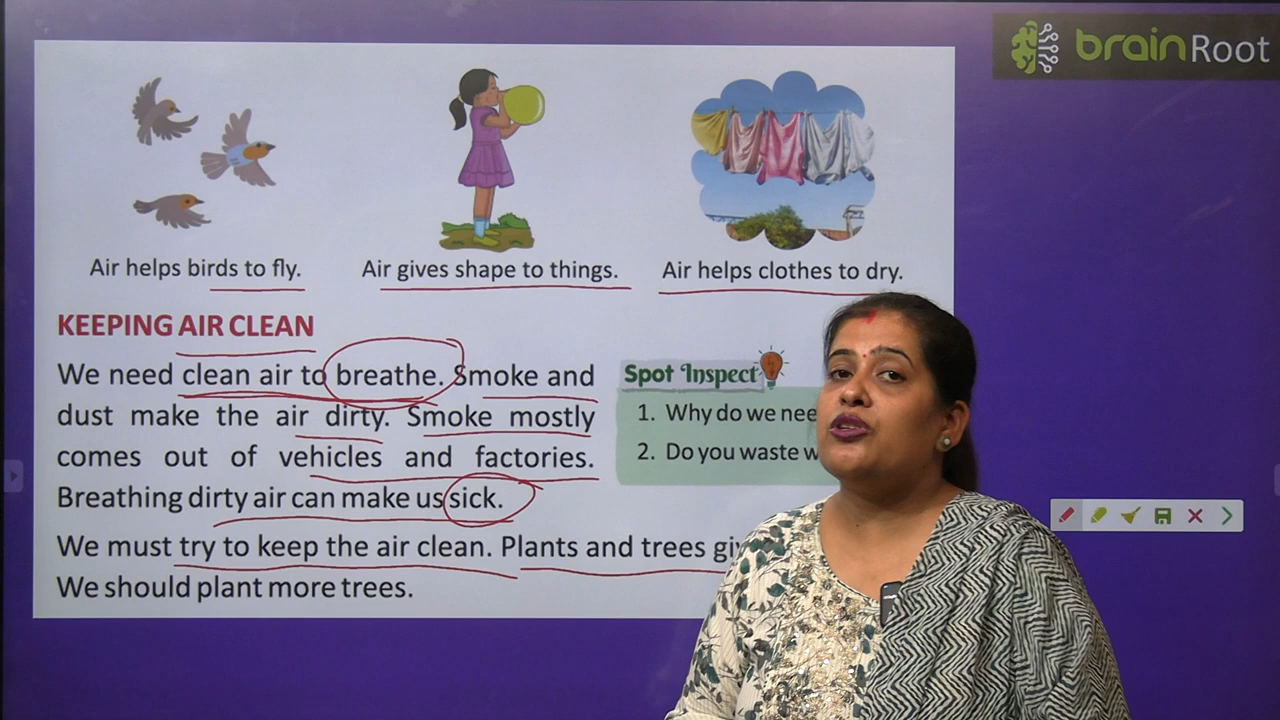 brainRoot
Air helps birds to fly.
Air gives shape to things.
Air helps clothes to dry.
KEEPING AIR CLEAN
We need clean air to breathe. Smoke and
dust make the air dirty. Smoke mostly
comes out of vehicles and factories.
Breathing dirty air can make us sick.
We must try to keep the air clean. Plants and trees
We should plant more trees.
Spot Inspect
1. Why do we
2. Do you waste